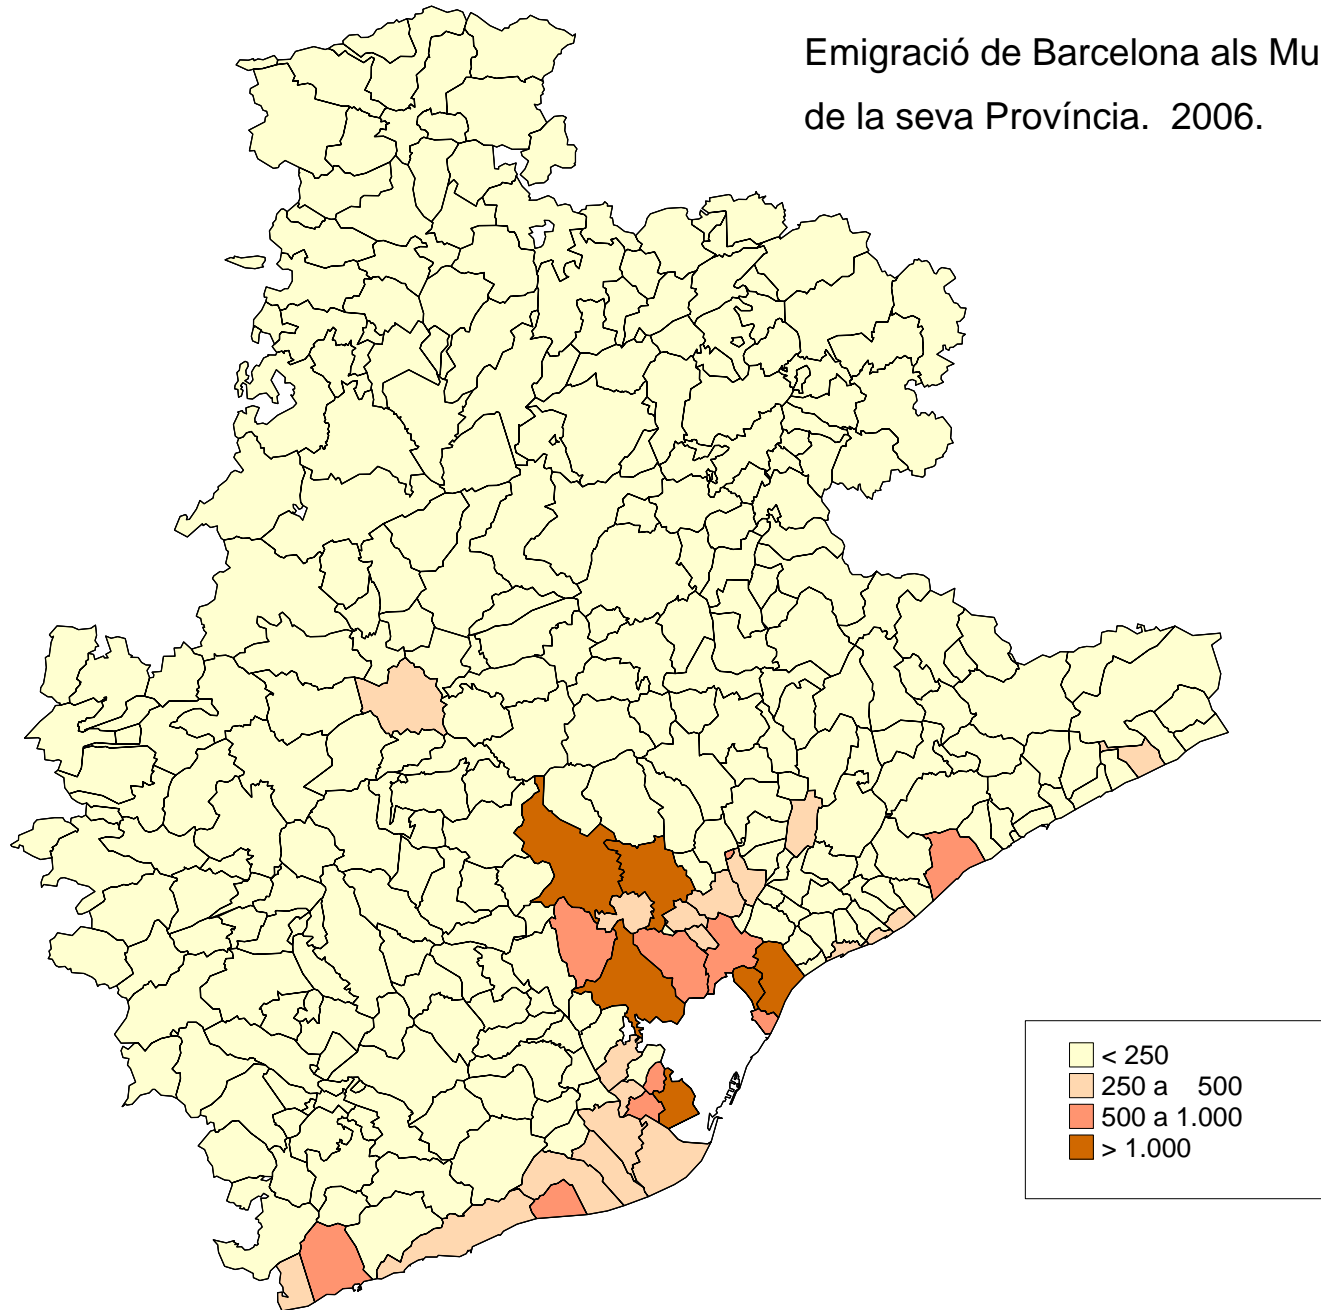 Emigració de Barcelona als Mu
de la seva Província. 2006.
< 250
250 a 500
500 a 1.000
> 1.000